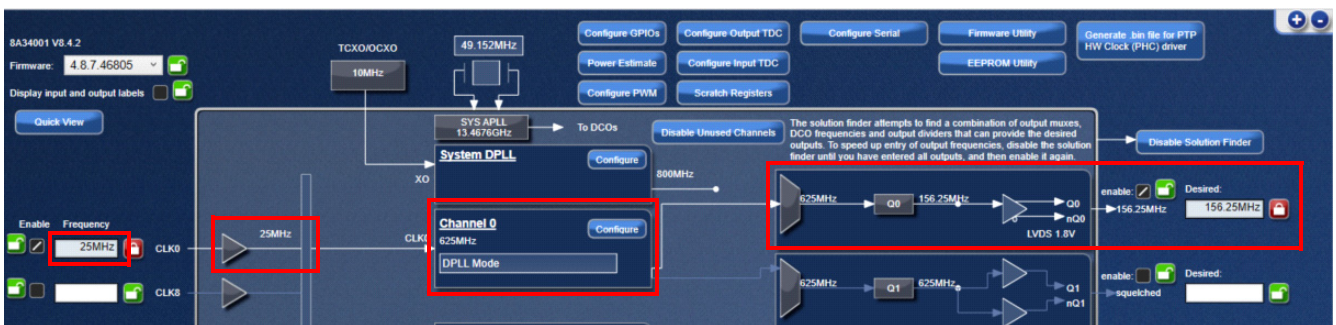 8A34001 V8.4.2
Firmware: 4.8.7.46805
Display input and output labels
Quick View
TCXO/OCXO
10MHz
49.152MHz
SYS APLL
13.4676GHz
To DCOs
Configure GPIOs
Configure Output TDC
Configure Serial
Firmware Utility
Generate .bin file for PTP
HW Clock (PHC) driver
Power Estimate
Configure Input TDC
EEPROM Utility
Configure PWM
Scratch Registers
Disable Unused Channels
The solution finder attempts to find a combination of output muxes,
DCO frequencies and output dividers that can provide the desired
outputs. To speed up entry of output frequencies, disable the solution
finder until you have entered all outputs, and then enable it again.
Disable Solution Finder
System DPLL
Configure
XO
800MHz
Enable Frequency
25MHz
CLK0
25MHz
CLK0
Channel 0
625MHz
Configure
DPLL Mode
CLK8
625MHz
Q0
156.25MHz
Q0
nQ0
LVDS 1.8V
enable:
Desired:
156.25MHz
156.25MHz
625MHz
Q1
625MHz
Q1
nQ1
enable:
Desired:
squelched